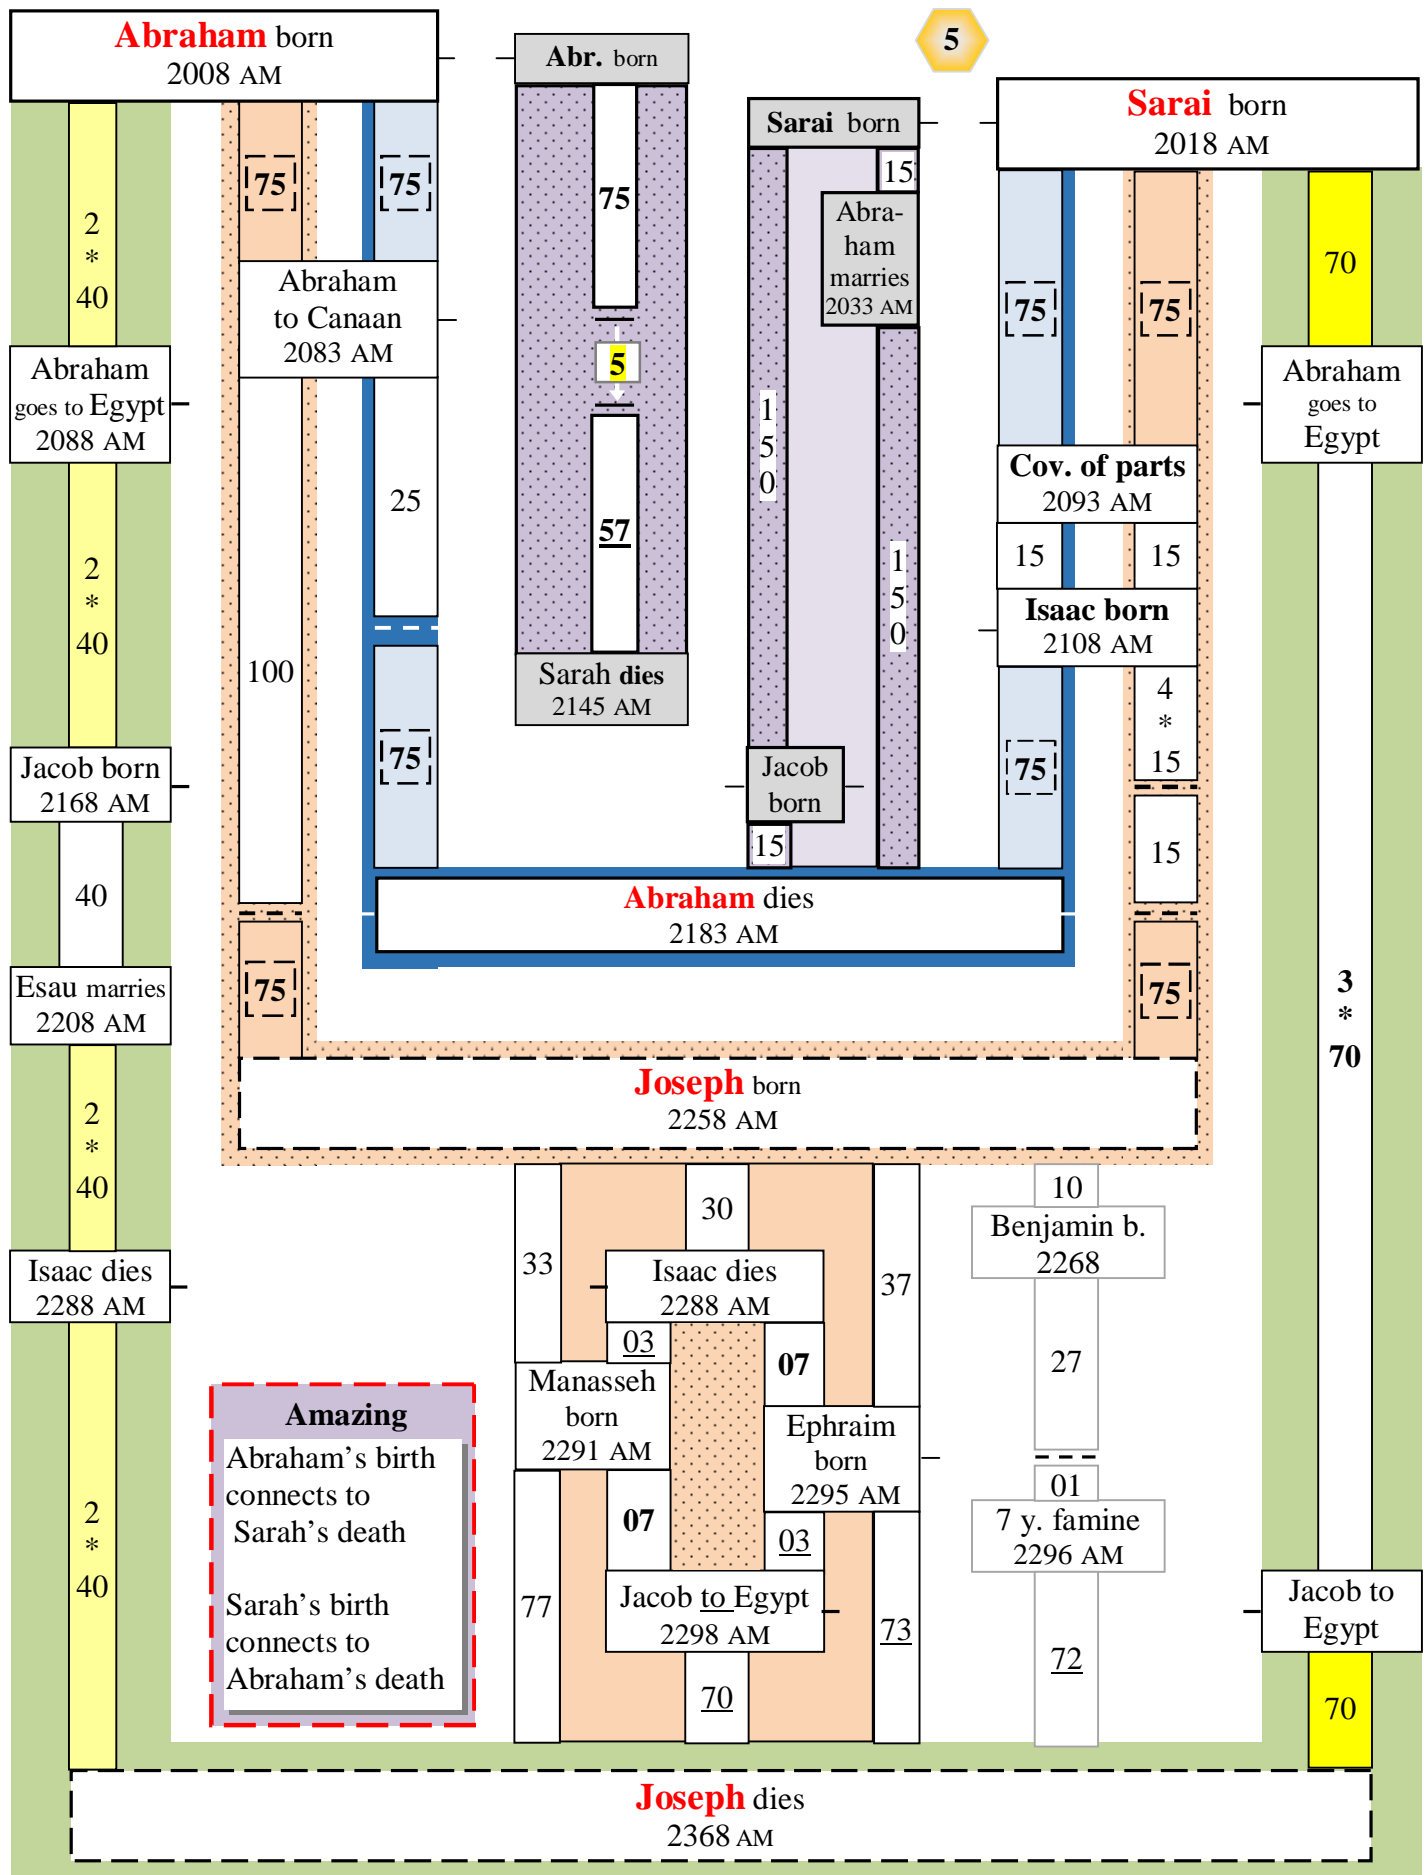 Abraham born
2008 AM
2
*
40
Abraham
goes to Egypt
2088 AM
2
*
40
Jacob born
2168 AM
40
Esau marries
2208 AM
2
*
40
Isaac dies
2288 AM
2
*
40
75
75
Abraham
to Canaan
2083 AM
25
100
75
75
Abr. born
75
5
57
Sarah dies
2145 AM
5
Sarai born
15
Abra-
ham
marries
2033 AM
1
5
0
1
5
0
Jacob
born
15
Sarai born
2018 AM
75
75
Cov. of parts
2093 AM
15
15
Isaac born
2108 AM
4
*
15
75
15
75
70
Abraham
goes to
Egypt
3
*
70
Jacob to
Egypt
70
Abraham dies
2183 AM
Joseph born
2258 AM
33
30
37
Isaac dies
2288 AM
03
07
Manasseh
born
2291 AM
Ephraim
born
2295 AM
07
03
77
Jacob to Egypt
2298 AM
73
70
10
Benjamin b.
2268
27
01
7 y. famine
2296 AM
72
Amazing
Abraham's birth
connects to
Sarah's death
Sarah's birth
connects to
Abraham's death
Joseph dies
2368 AM